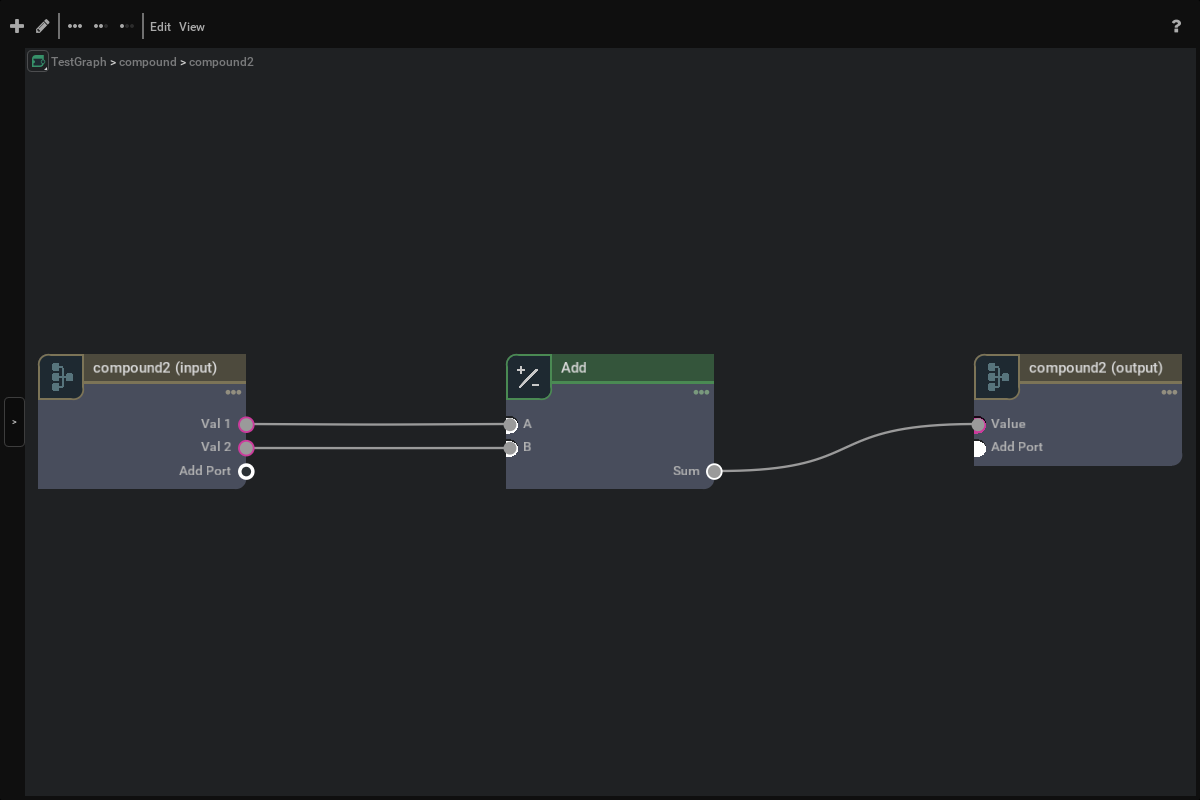 Edit View
?
TestGraph > compound > compound2
>
compound2 (input)
Val 1
Val 2
Add Port
Add
A
B
Sum
compound2 (output)
Value
Add Port